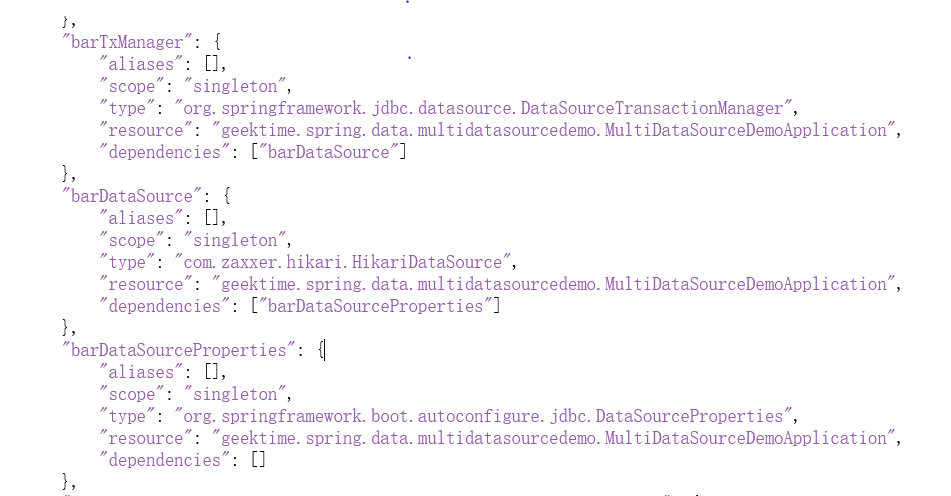 },
"barTxManager": {
"aliases": [],
"scope": "singleton",
"type": "org.springframework.jdbc.datasource.DataSourceTransactionManager",
"resource": "geektime.spring.data.multidatasourcedemo.MultiDataSourceDemoApplication",
"dependencies": ["barDataSource"]
},
"barDataSource": {
"aliases": [],
"scope": "singleton",
"type": "com.zaxxer.hikari.HikariDataSource",
"resource": "geektime.spring.data.multidatasourcedemo.MultiDataSourceDemoApplication",
"dependencies": ["barDataSourceProperties"]
},
"barDataSourceProperties": {
"aliases": [],
"scope": "singleton",
"type": "org.springframework.boot.autoconfigure.jdbc.DataSourceProperties",
"resource": "geektime.spring.data.multidatasourcedemo.MultiDataSourceDemoApplication",
"dependencies": []
},